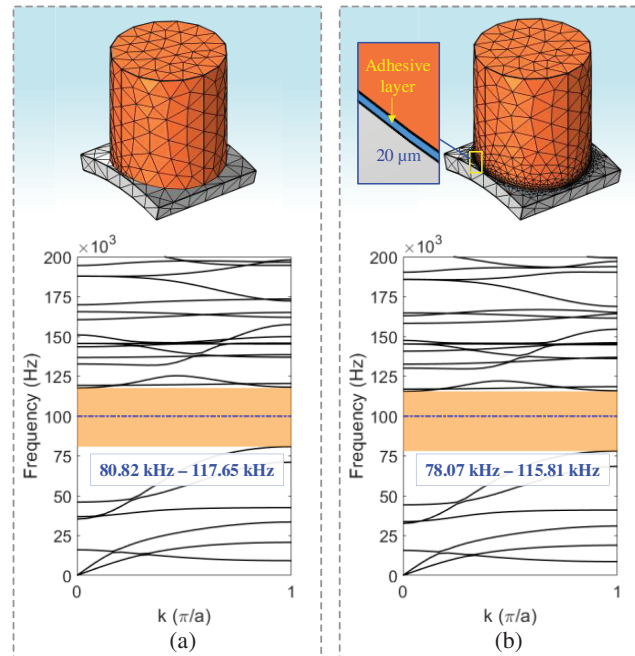 Adhesive
layer
20 μm
×10³
200
175
150
125
100
75
50
25
0
Frequency (Hz)
80.82 kHz – 117.65 kHz
0
1
k (π/a)
(a)
×10³
200
175
150
125
100
75
50
25
0
Frequency (Hz)
78.07 kHz – 115.81 kHz
0
1
k (π/a)
(b)